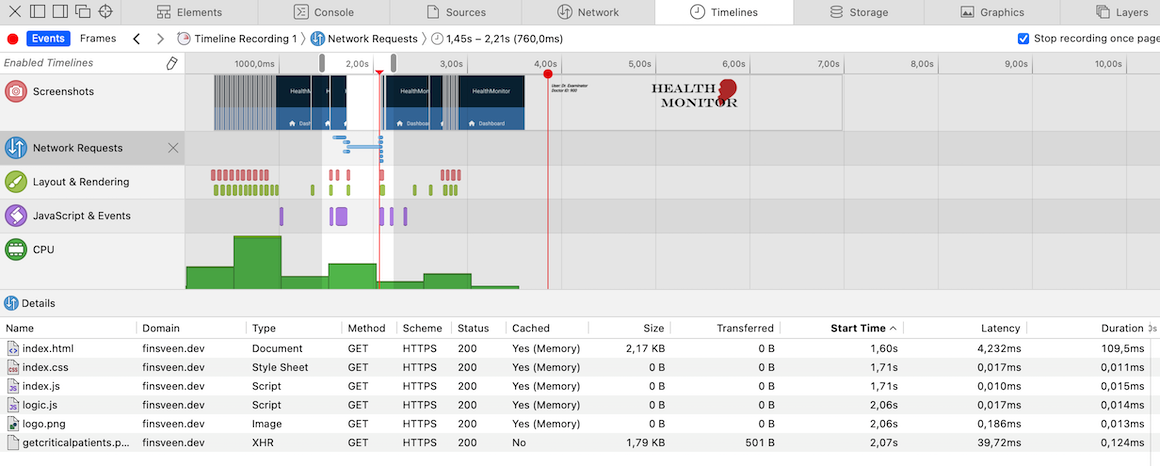 Elements Console Sources Network Timelines Storage Graphics Layers
Events Frames Timeline Recording 1 Network Requests 1,45s – 2,21s (760,0ms) Stop recording once page
Enabled Timelines 1000,0ms 2,00s 3,00s 4,00s 5,00s 6,00s 7,00s 8,00s 9,00s 10,00s
Screenshots
HealthMonitor Health HealthMonitor HealthMonitor
Dash Dashboard Dashboard
User: Dr. Examinator
Doctor ID: 500
HEALTH
MONITOR
Network Requests
Layout & Rendering
JavaScript & Events
CPU
Details
Name Domain Type Method Scheme Status Cached Size Transferred Start Time Latency Duration
index.html finsveen.dev Document GET HTTPS 200 Yes (Memory) 2,17 KB 0 B 1,60s 4,232ms 109,5ms
index.css finsveen.dev Style Sheet GET HTTPS 200 Yes (Memory) 0 B 0 B 1,71s 0,017ms 0,011ms
index.js finsveen.dev Script GET HTTPS 200 Yes (Memory) 0 B 0 B 1,71s 0,010ms 0,015ms
logic.js finsveen.dev Script GET HTTPS 200 Yes (Memory) 0 B 0 B 2,06s 0,017ms 0,014ms
logo.png finsveen.dev Image GET HTTPS 200 Yes (Memory) 0 B 0 B 2,06s 0,186ms 0,013ms
getcriticalpatients.p... finsveen.dev XHR GET HTTPS 200 No 1,79 KB 501 B 2,07s 39,72ms 0,124ms